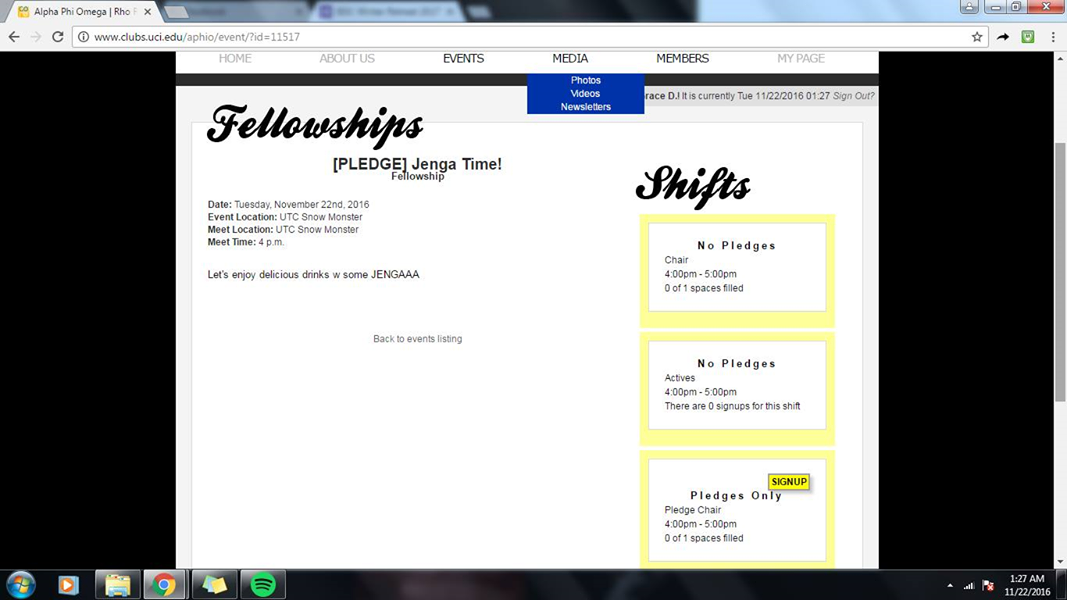 Alpha Phi Omega | Rho
www.clubs.uci.edu/aphio/event/?id=11517
HOME ABOUT US EVENTS MEDIA MEMBERS MY PAGE
Photos
Videos
Newsletters
race D.! It is currently Tue 11/22/2016 01:27 Sign Out?
Fellowships
[PLEDGE] Jenga Time!
Fellowship
Date: Tuesday, November 22nd, 2016
Event Location: UTC Snow Monster
Meet Location: UTC Snow Monster
Meet Time: 4 p.m.
Let's enjoy delicious drinks w some JENGAAA
Back to events listing
Shifts
No Pledges
Chair
4:00pm - 5:00pm
0 of 1 spaces filled
No Pledges
Actives
4:00pm - 5:00pm
There are 0 signups for this shift
SIGNUP
Pledges Only
Pledge Chair
4:00pm - 5:00pm
0 of 1 spaces filled
1:27 AM
11/22/2016